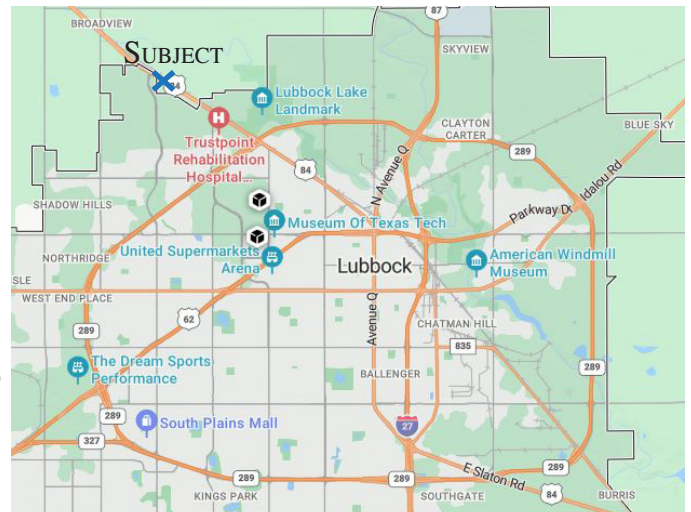 BROADVIEW
84
87
SUBJECT
84
SKYVIEW
Lubbock Lake
Landmark
H
Trustpoint
Rehabilitation
Hospital...
CLAYTON
CARTER
BLUE SKY
289
84
N Avenue Q
Idalou Rd
SHADOW HILLS
Parkway Dr
Museum Of Texas Tech
United Supermarkets
Arena
NORTHRIDGE
Lubbock
American Windmill
Museum
SLE
WEST END PLACE
62
289
Avenue Q
CHATMAN HILL
835
The Dream Sports
Performance
BALLENGER
289
289
South Plains Mall
27
327
289
289
E Slaton Rd
289
KINGS PARK
SOUTHGATE
84
BURRIS